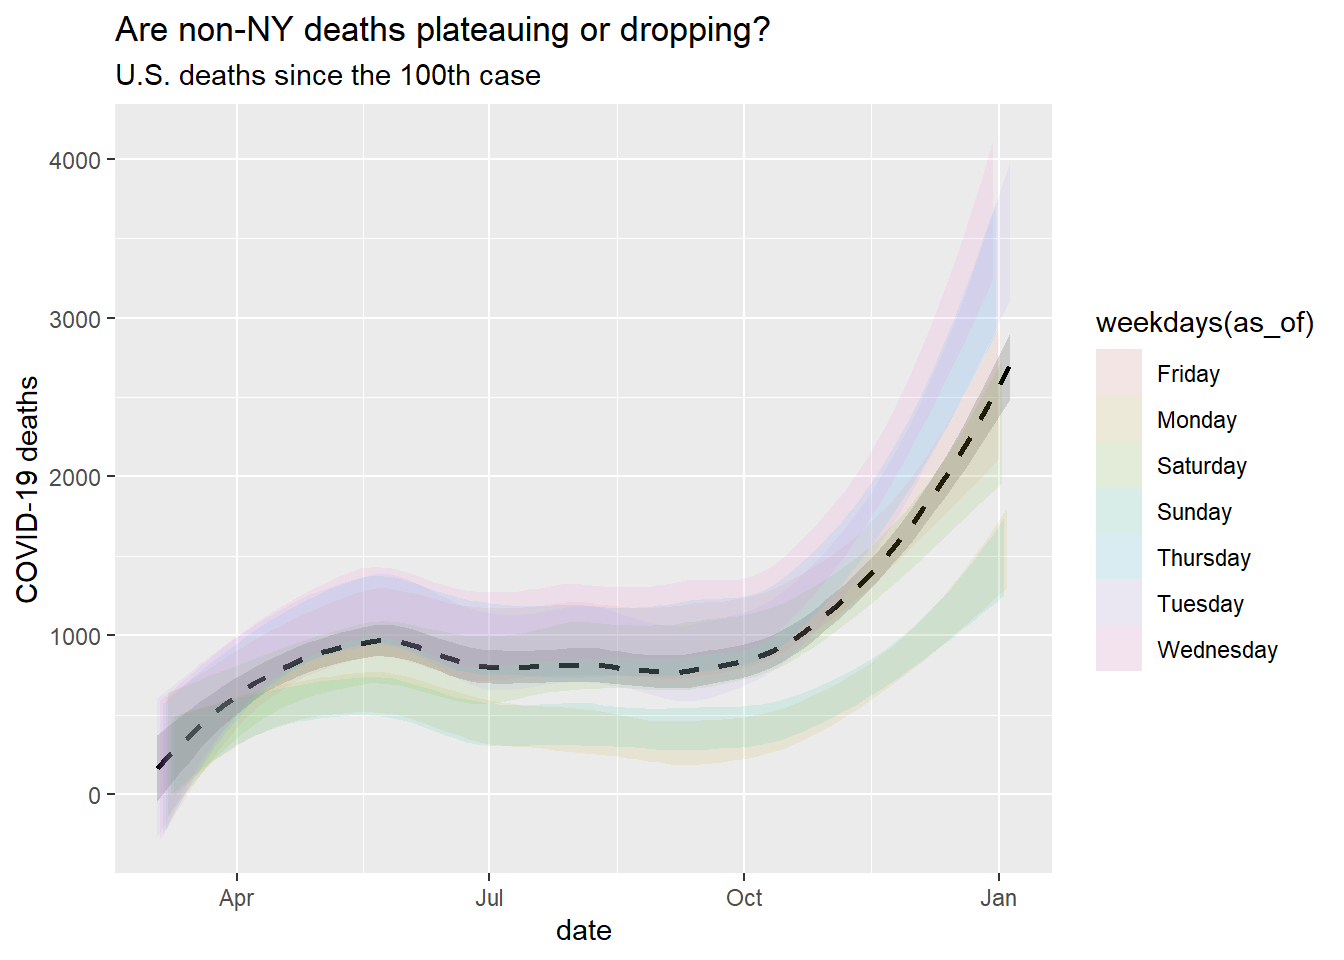 Are non-NY deaths plateauing or dropping?
U.S. deaths since the 100th case
COVID-19 deaths
4000
3000
2000
1000
0
Apr
Jul
Oct
Jan
date
weekdays(as_of)
Friday
Monday
Saturday
Sunday
Thursday
Tuesday
Wednesday